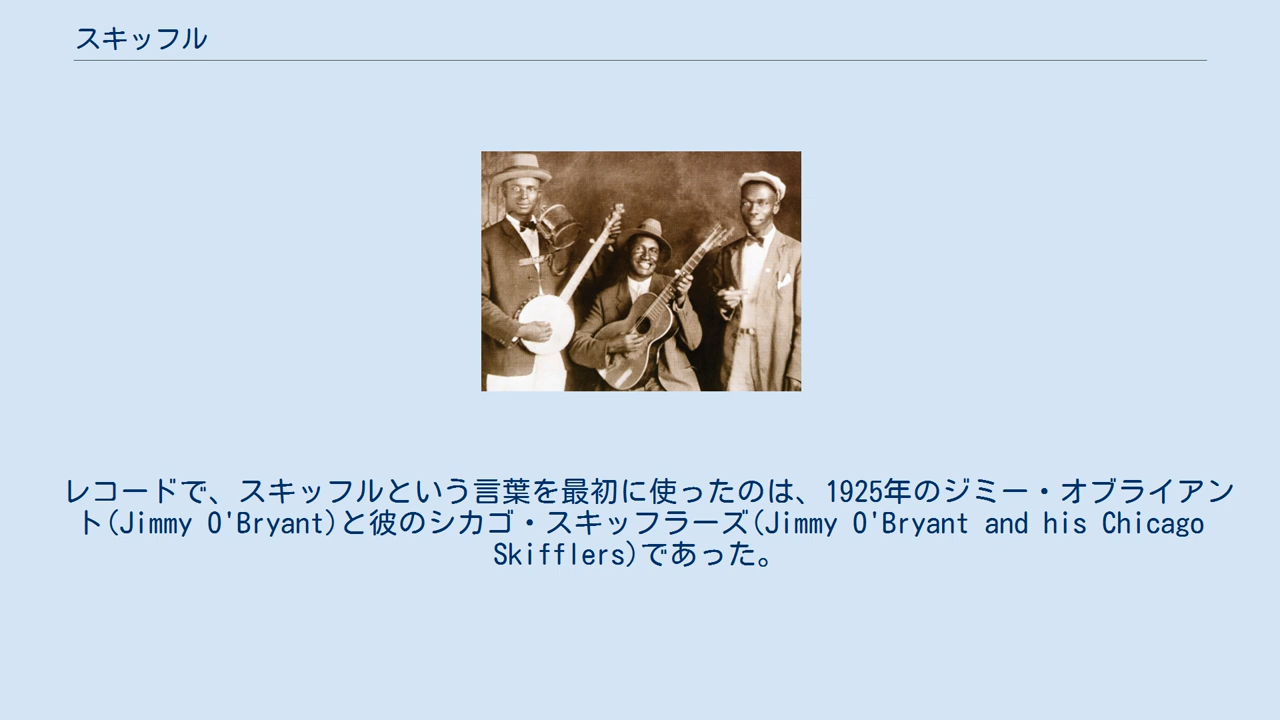 スキッフル
レコードで、スキッフルという言葉を最初に使ったのは、1925年のジミー・オブライアン
ト(Jimmy O'Bryant)と彼のシカゴ・スキッフラーズ(Jimmy O'Bryant and his Chicago
Skifflers)であった。